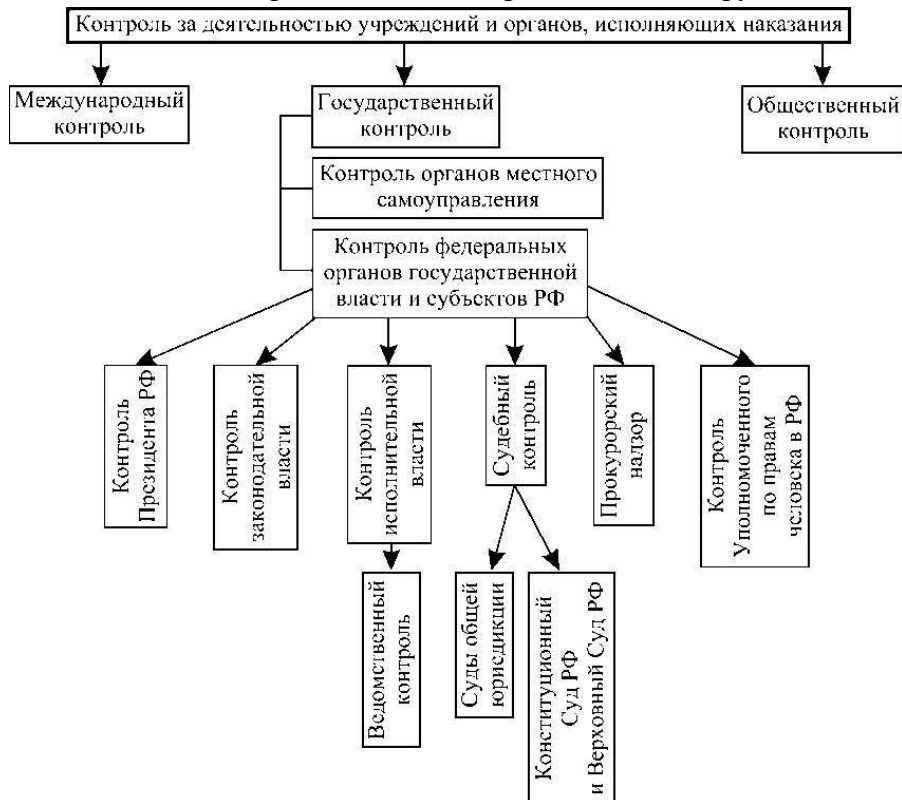 Контроль за деятельностью учреждений и органов, исполняющих наказания
Международный
контроль
Государственный
контроль
Общественный
контроль
Контроль органов местного
самоуправления
Контроль федеральных
органов государственной
власти и субъектов РФ
Контроль
Президента РФ
Контроль
законодательной
власти
Контроль
исполнительной
власти
Судебный
контроль
Прокурорский
надзор
Контроль
Уполномоченного
по правам
человека в РФ
Ведомственный
контроль
Суды общей
юрисдикции
Конституционный
Суд РФ
и Верховный Суд РФ